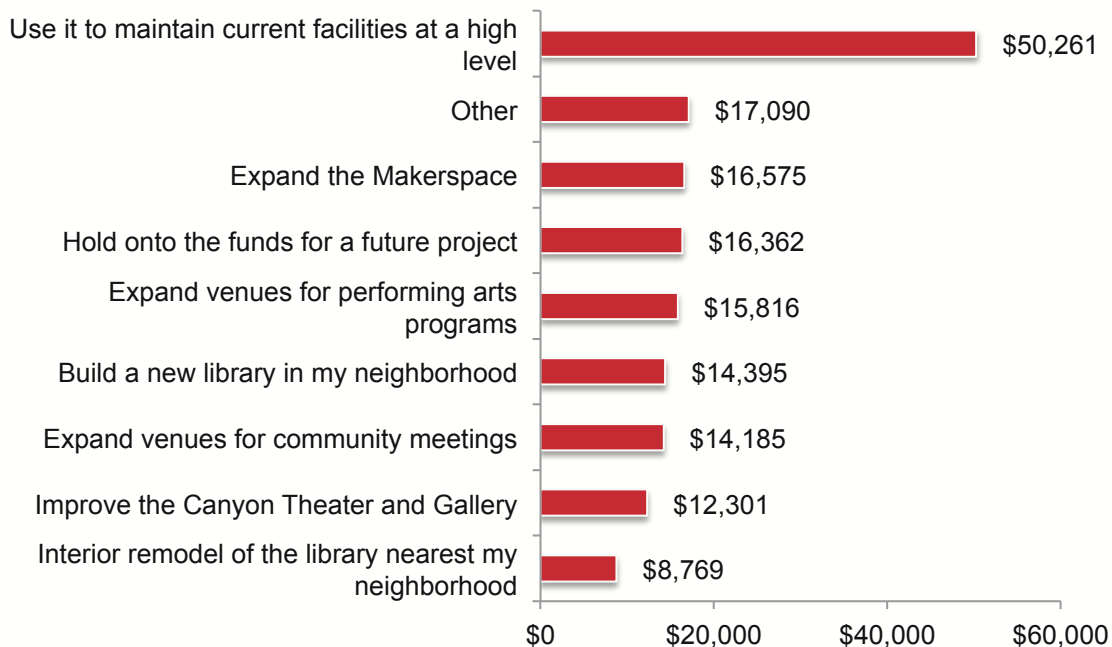 Use it to maintain current facilities at a high
level
$50,261
Other
$17,090
Expand the Makerspace
$16,575
Hold onto the funds for a future project
$16,362
Expand venues for performing arts
programs
$15,816
Build a new library in my neighborhood
$14,395
Expand venues for community meetings
$14,185
Improve the Canyon Theater and Gallery
$12,301
Interior remodel of the library nearest my
neighborhood
$8,769
$0 $20,000 $40,000 $60,000